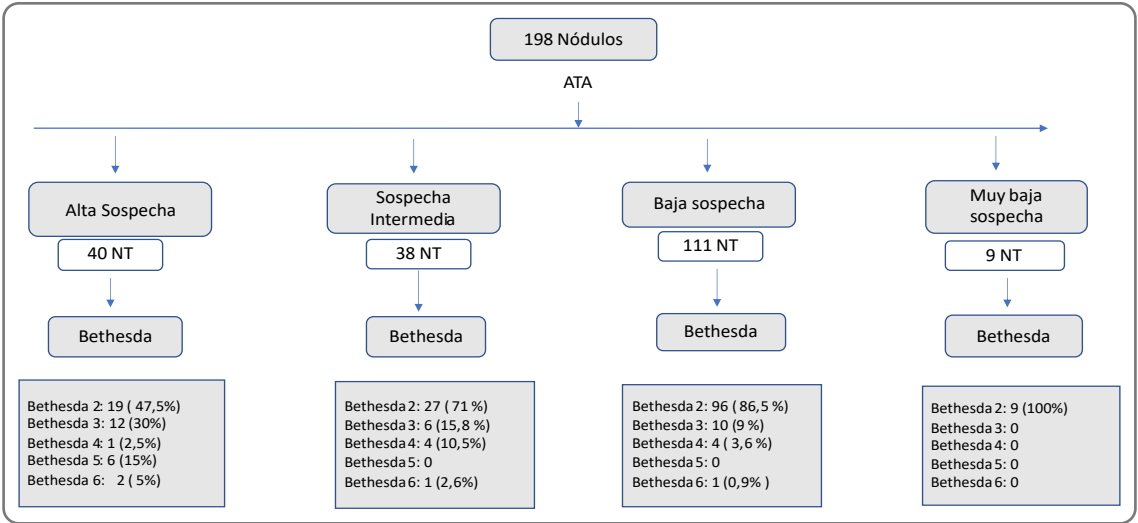 198 Nódulos
ATA
Alta Sospecha
40 NT
Bethesda
Bethesda 2: 19 ( 47,5%)
Bethesda 3: 12 (30%)
Bethesda 4: 1 (2,5%)
Bethesda 5: 6 (15%)
Bethesda 6: 2 ( 5%)
Sospecha
Intermedia
38 NT
Bethesda
Bethesda 2: 27 ( 71 %)
Bethesda 3: 6 (15,8 %)
Bethesda 4: 4 (10,5%)
Bethesda 5: 0
Bethesda 6: 1 (2,6%)
Baja sospecha
111 NT
Bethesda
Bethesda 2: 96 ( 86,5 %)
Bethesda 3: 10 (9 %)
Bethesda 4: 4 ( 3,6 %)
Bethesda 5: 0
Bethesda 6: 1 (0,9% )
Muy baja
sospecha
9 NT
Bethesda
Bethesda 2: 9 (100%)
Bethesda 3: 0
Bethesda 4: 0
Bethesda 5: 0
Bethesda 6: 0